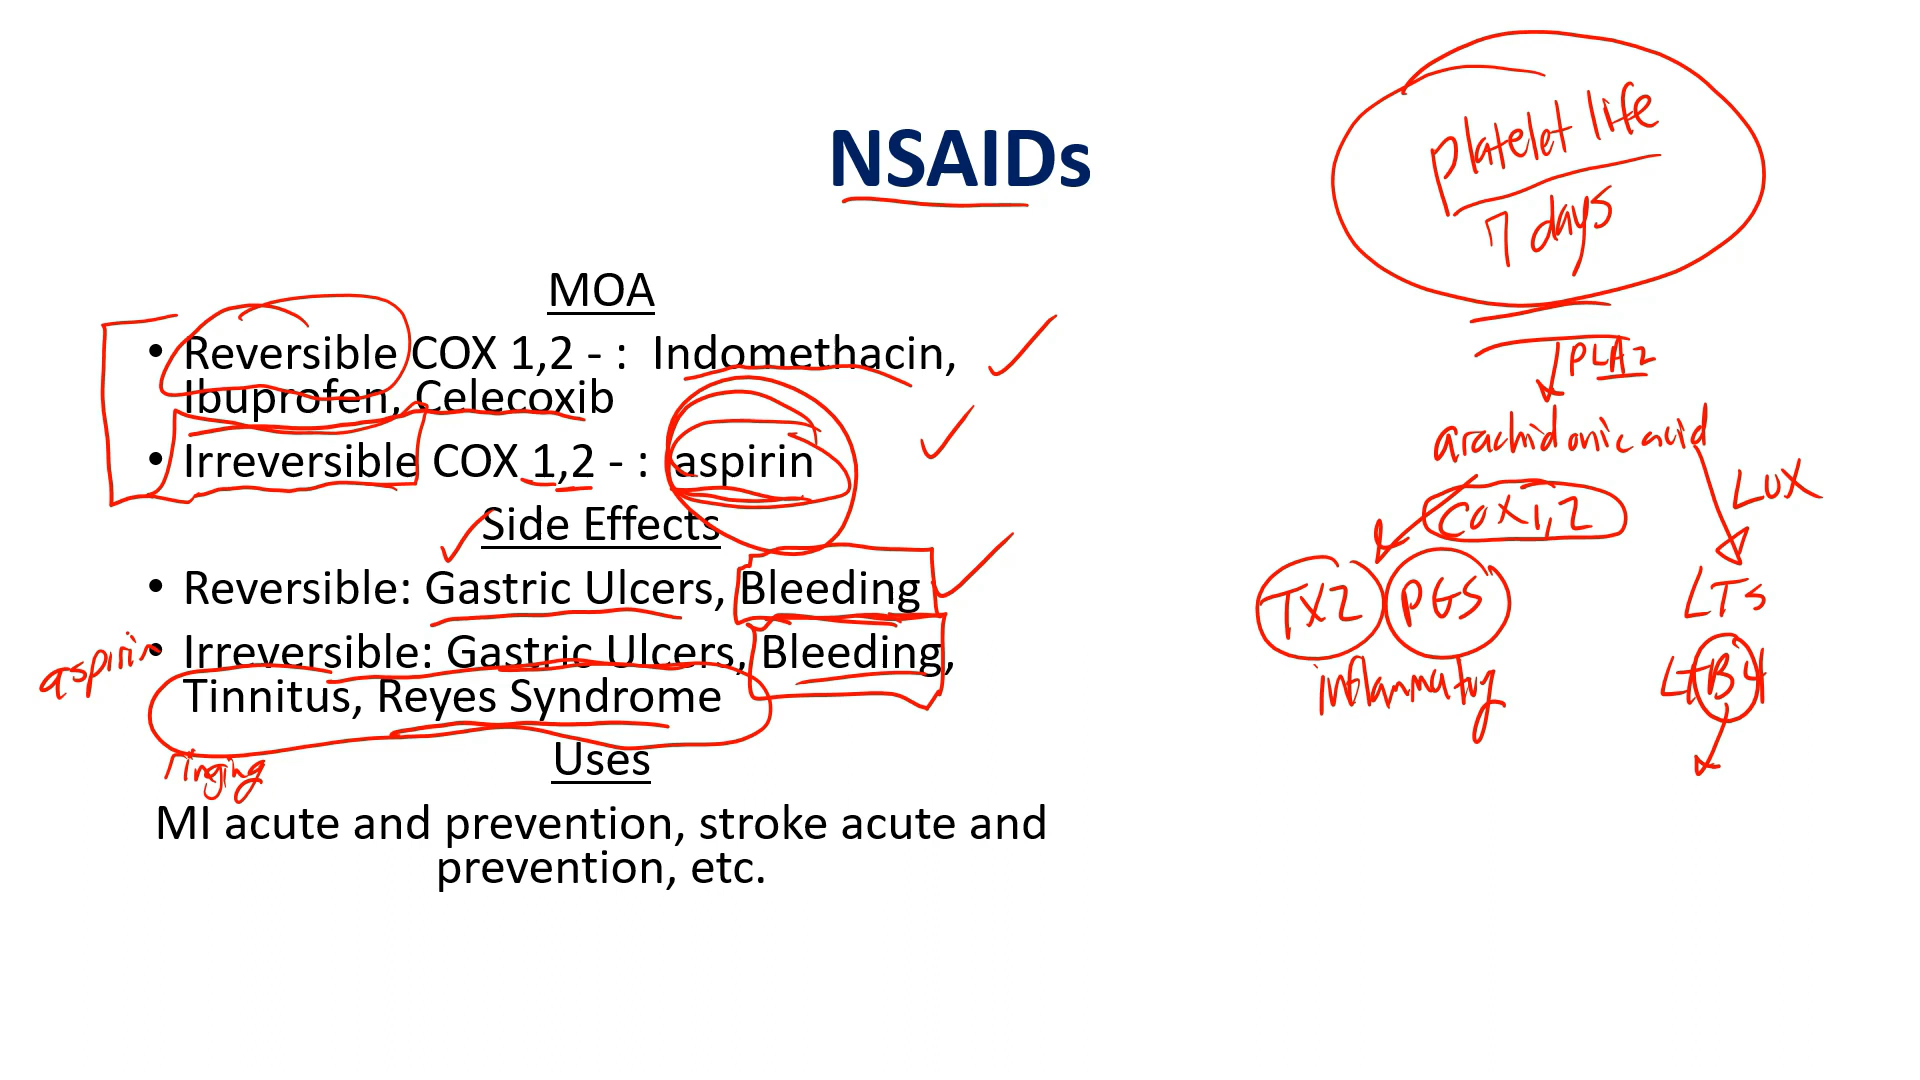 NSAIDs
MOA
• Reversible COX 1,2 - : Indomethacin,
Ibuprofen, Celecoxib
• Irreversible COX 1,2 - : aspirin
Side Effects
• Reversible: Gastric Ulcers, Bleeding
• Irreversible: Gastric Ulcers, Bleeding,
Tinnitus, Reyes Syndrome
Uses
MI acute and prevention, stroke acute and
prevention, etc.
aspirin
ringing
platelet life
7 days
PLA2
arachidonic acid
COX1,2
LOX
TX2 PGS
LTs
inflammatory
LTB4